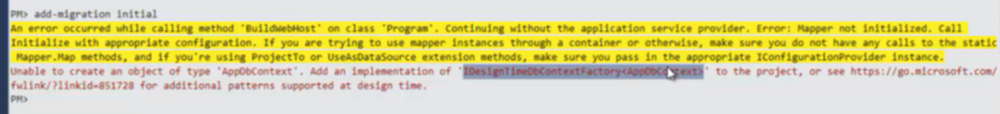 PM> add-migration initial
An error occurred while calling method 'BuildWebHost' on class 'Program'. Continuing without the application service provider. Error: Mapper not initialized. Call
Initialize with appropriate configuration. If you are trying to use mapper instances through a container or otherwise, make sure you do not have any calls to the static
Mapper.Map methods, and if you're using ProjectTo or UseAsDataSource extension methods, make sure you pass in the appropriate IConfigurationProvider instance.
Unable to create an object of type 'AppDbContext'. Add an implementation of 'IDesignTimeDbContextFactory<AppDbContext>' to the project, or see https://go.microsoft.com/
fwlink/?linkid=851728 for additional patterns supported at design time.
PM>